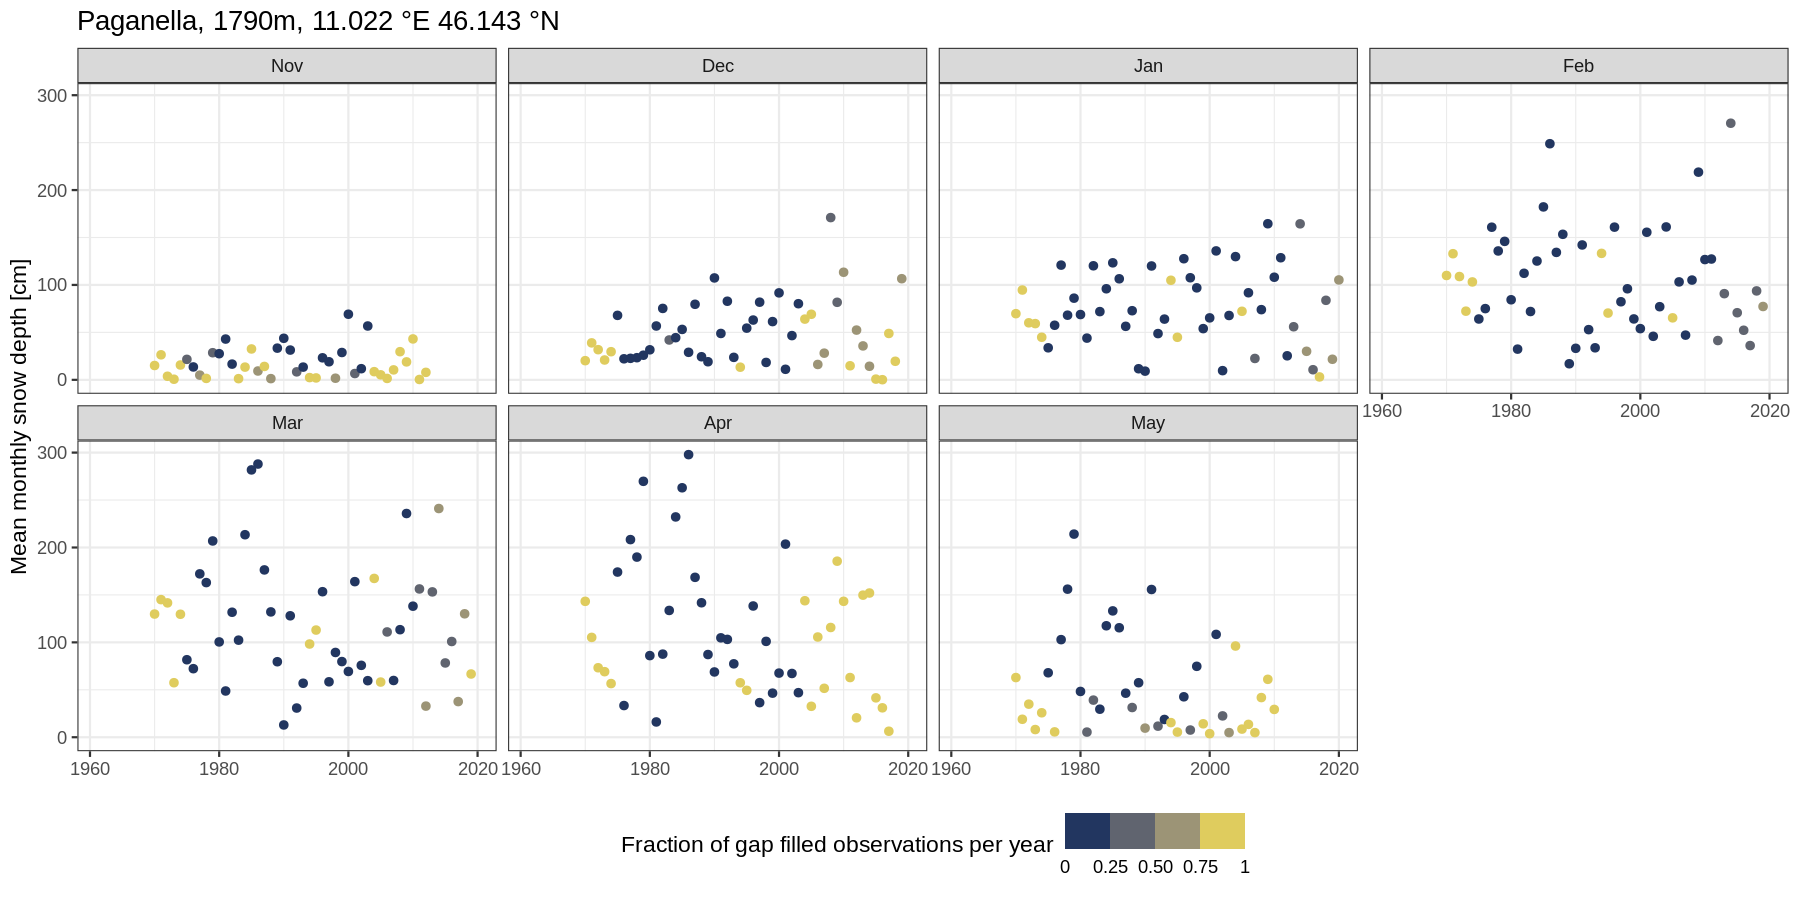 Paganella, 1790m, 11.022 °E 46.143 °N
Nov
Dec
Jan
Feb
Mean monthly snow depth [cm]
300
200
100
0
1960
1980
2000
2020
Mar
Apr
May
300
200
100
0
1960
1980
2000
2020
1960
1980
2000
2020
1960
1980
2000
2020
Fraction of gap filled observations per year
0
0.25
0.50
0.75
1